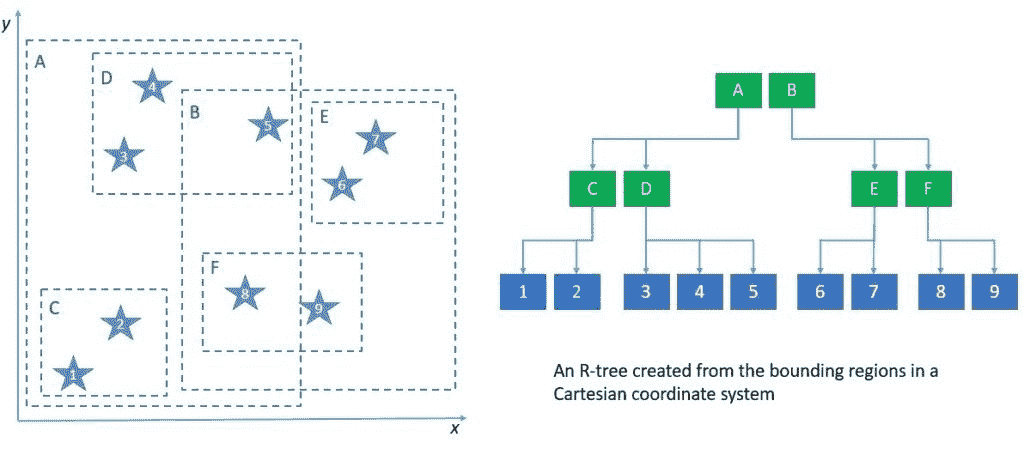 y
A
D
4
B
5
E
7
3
6
F
8
9
C
2
1
x
A B
C D E F
1 2 3 4 5 6 7 8 9
An R-tree created from the bounding regions in a
Cartesian coordinate system